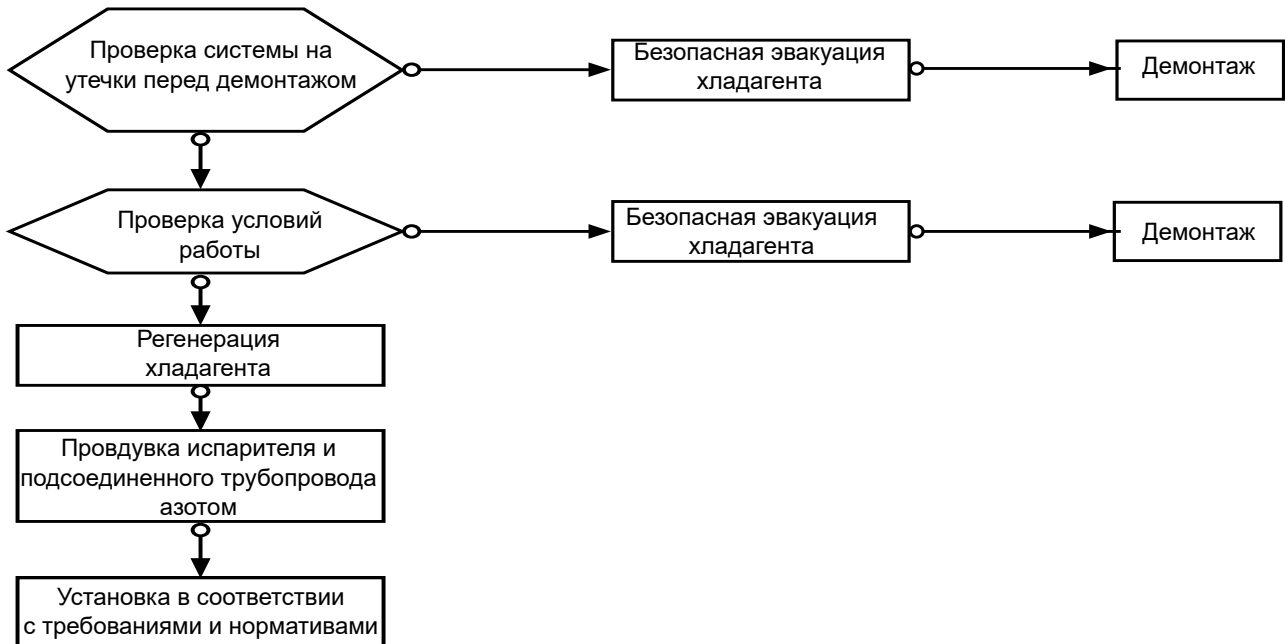 Проверка системы на
утечки перед демонтажом
Безопасная эвакуация
хладагента
Демонтаж
Проверка условий
работы
Безопасная эвакуация
хладагента
Демонтаж
Регенерация
хладагента
Провдувка испарителя и
подсоединенного трубопровода
азотом
Установка в соответствии
с требованиями и нормативами